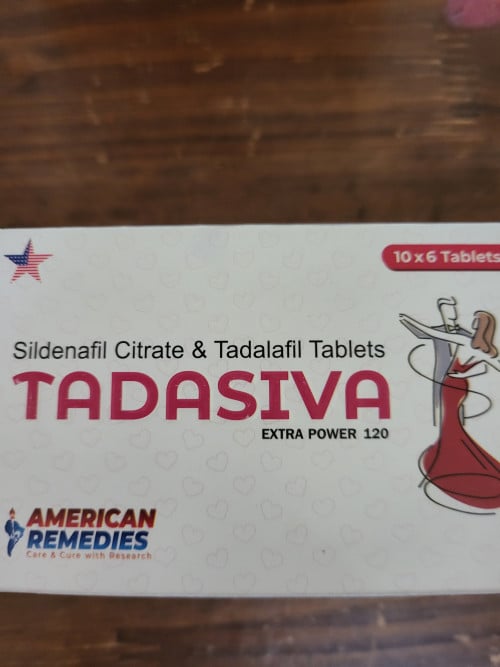 10 x 6 Tablets
Sildenafil Citrate & Tadalafil Tablets
TADASIVA
EXTRA POWER 120
AMERICAN
REMEDIES
Care & Cure with Research